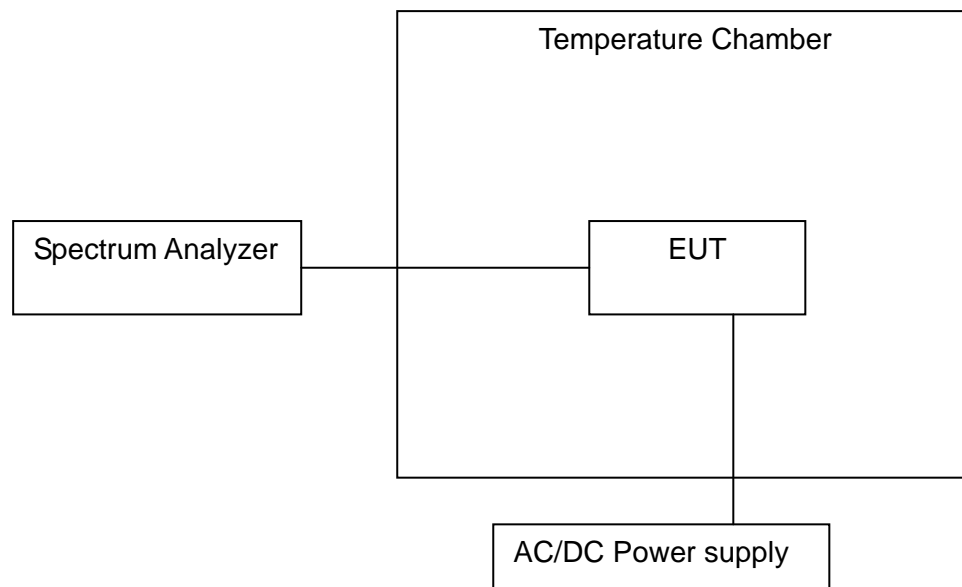 Temperature Chamber
Spectrum Analyzer
EUT
AC/DC Power supply